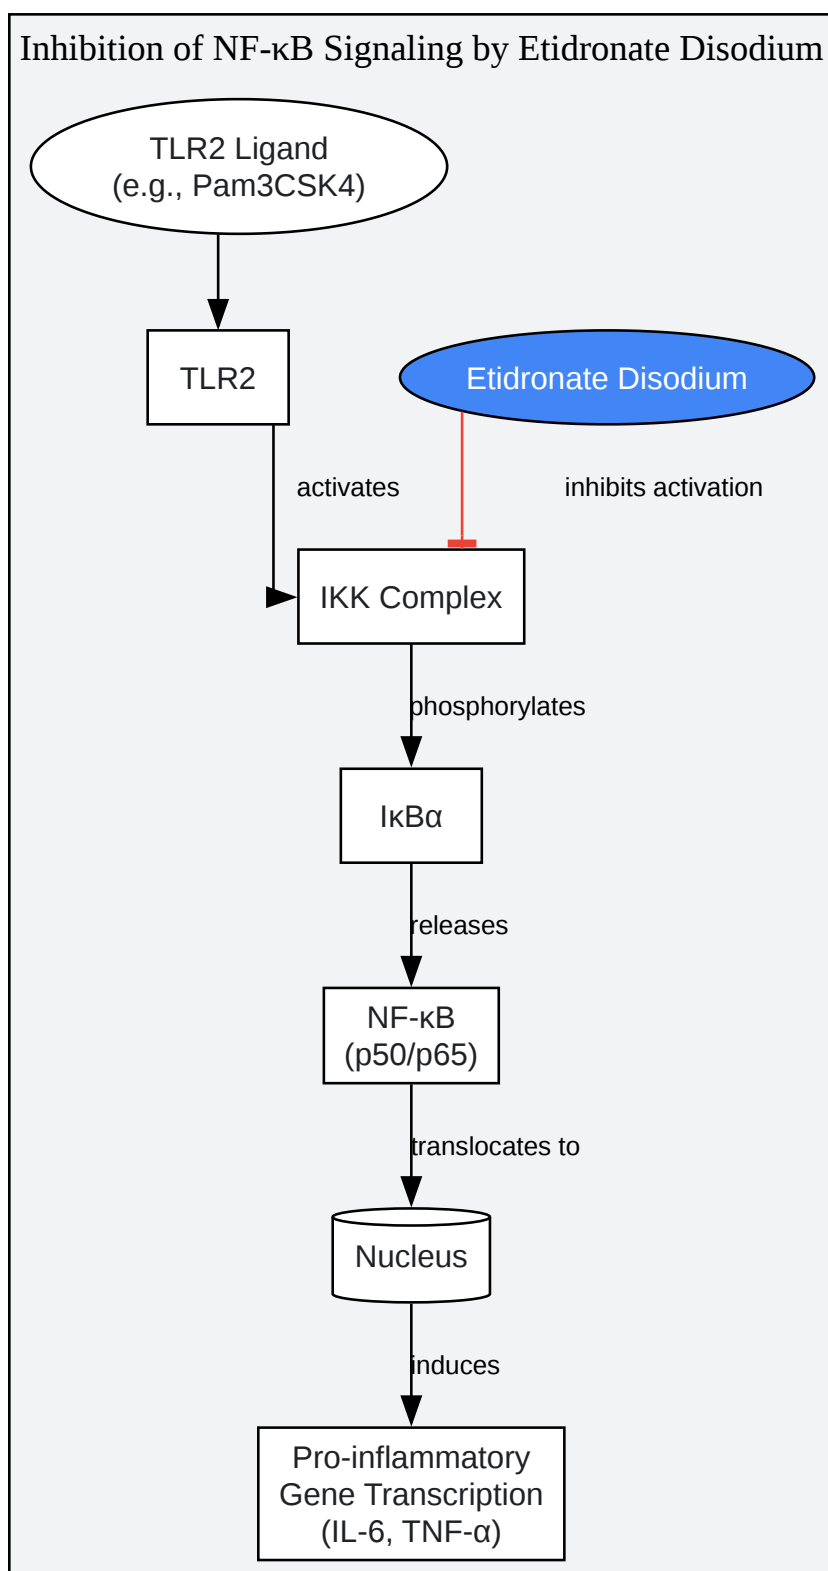 Inhibition of NF-κB Signaling by Etidronate Disodium
TLR2 Ligand
(e.g., Pam3CSK4)
TLR2
Etidronate Disodium
activates
inhibits activation
IKK Complex
phosphorylates
IκBα
releases
NF-κB
(p50/p65)
translocates to
Nucleus
induces
Pro-inflammatory
Gene Transcription
(IL-6, TNF-α)